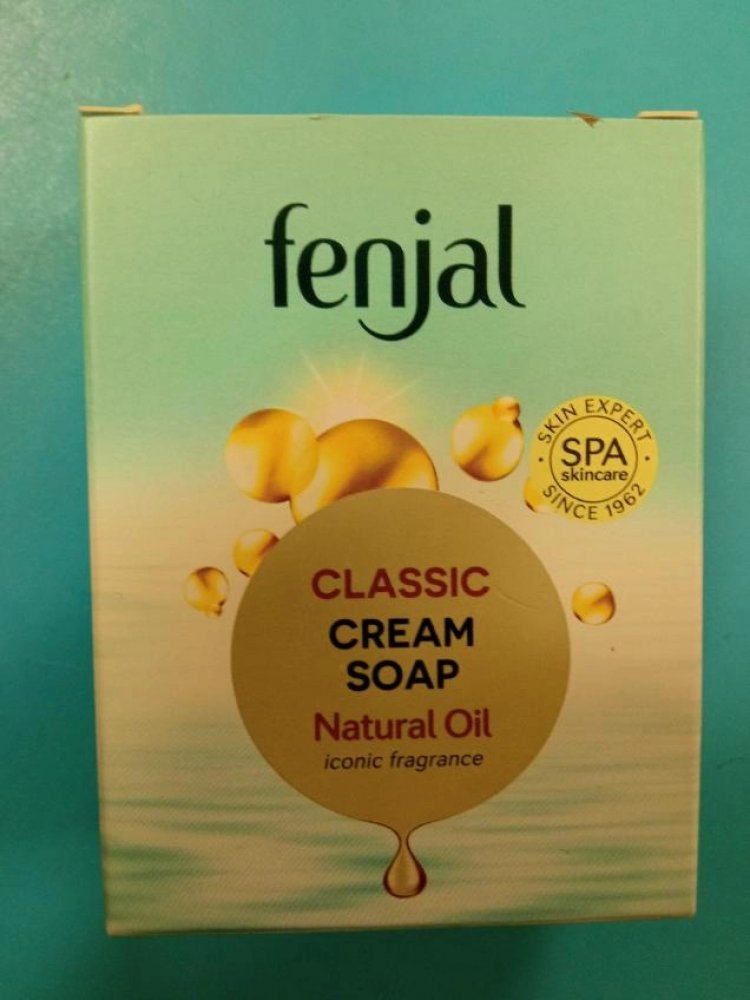 fenjal
SKIN EXPERT
SPA
skincare
SINCE 1962
CLASSIC
CREAM
SOAP
Natural Oil
iconic fragrance